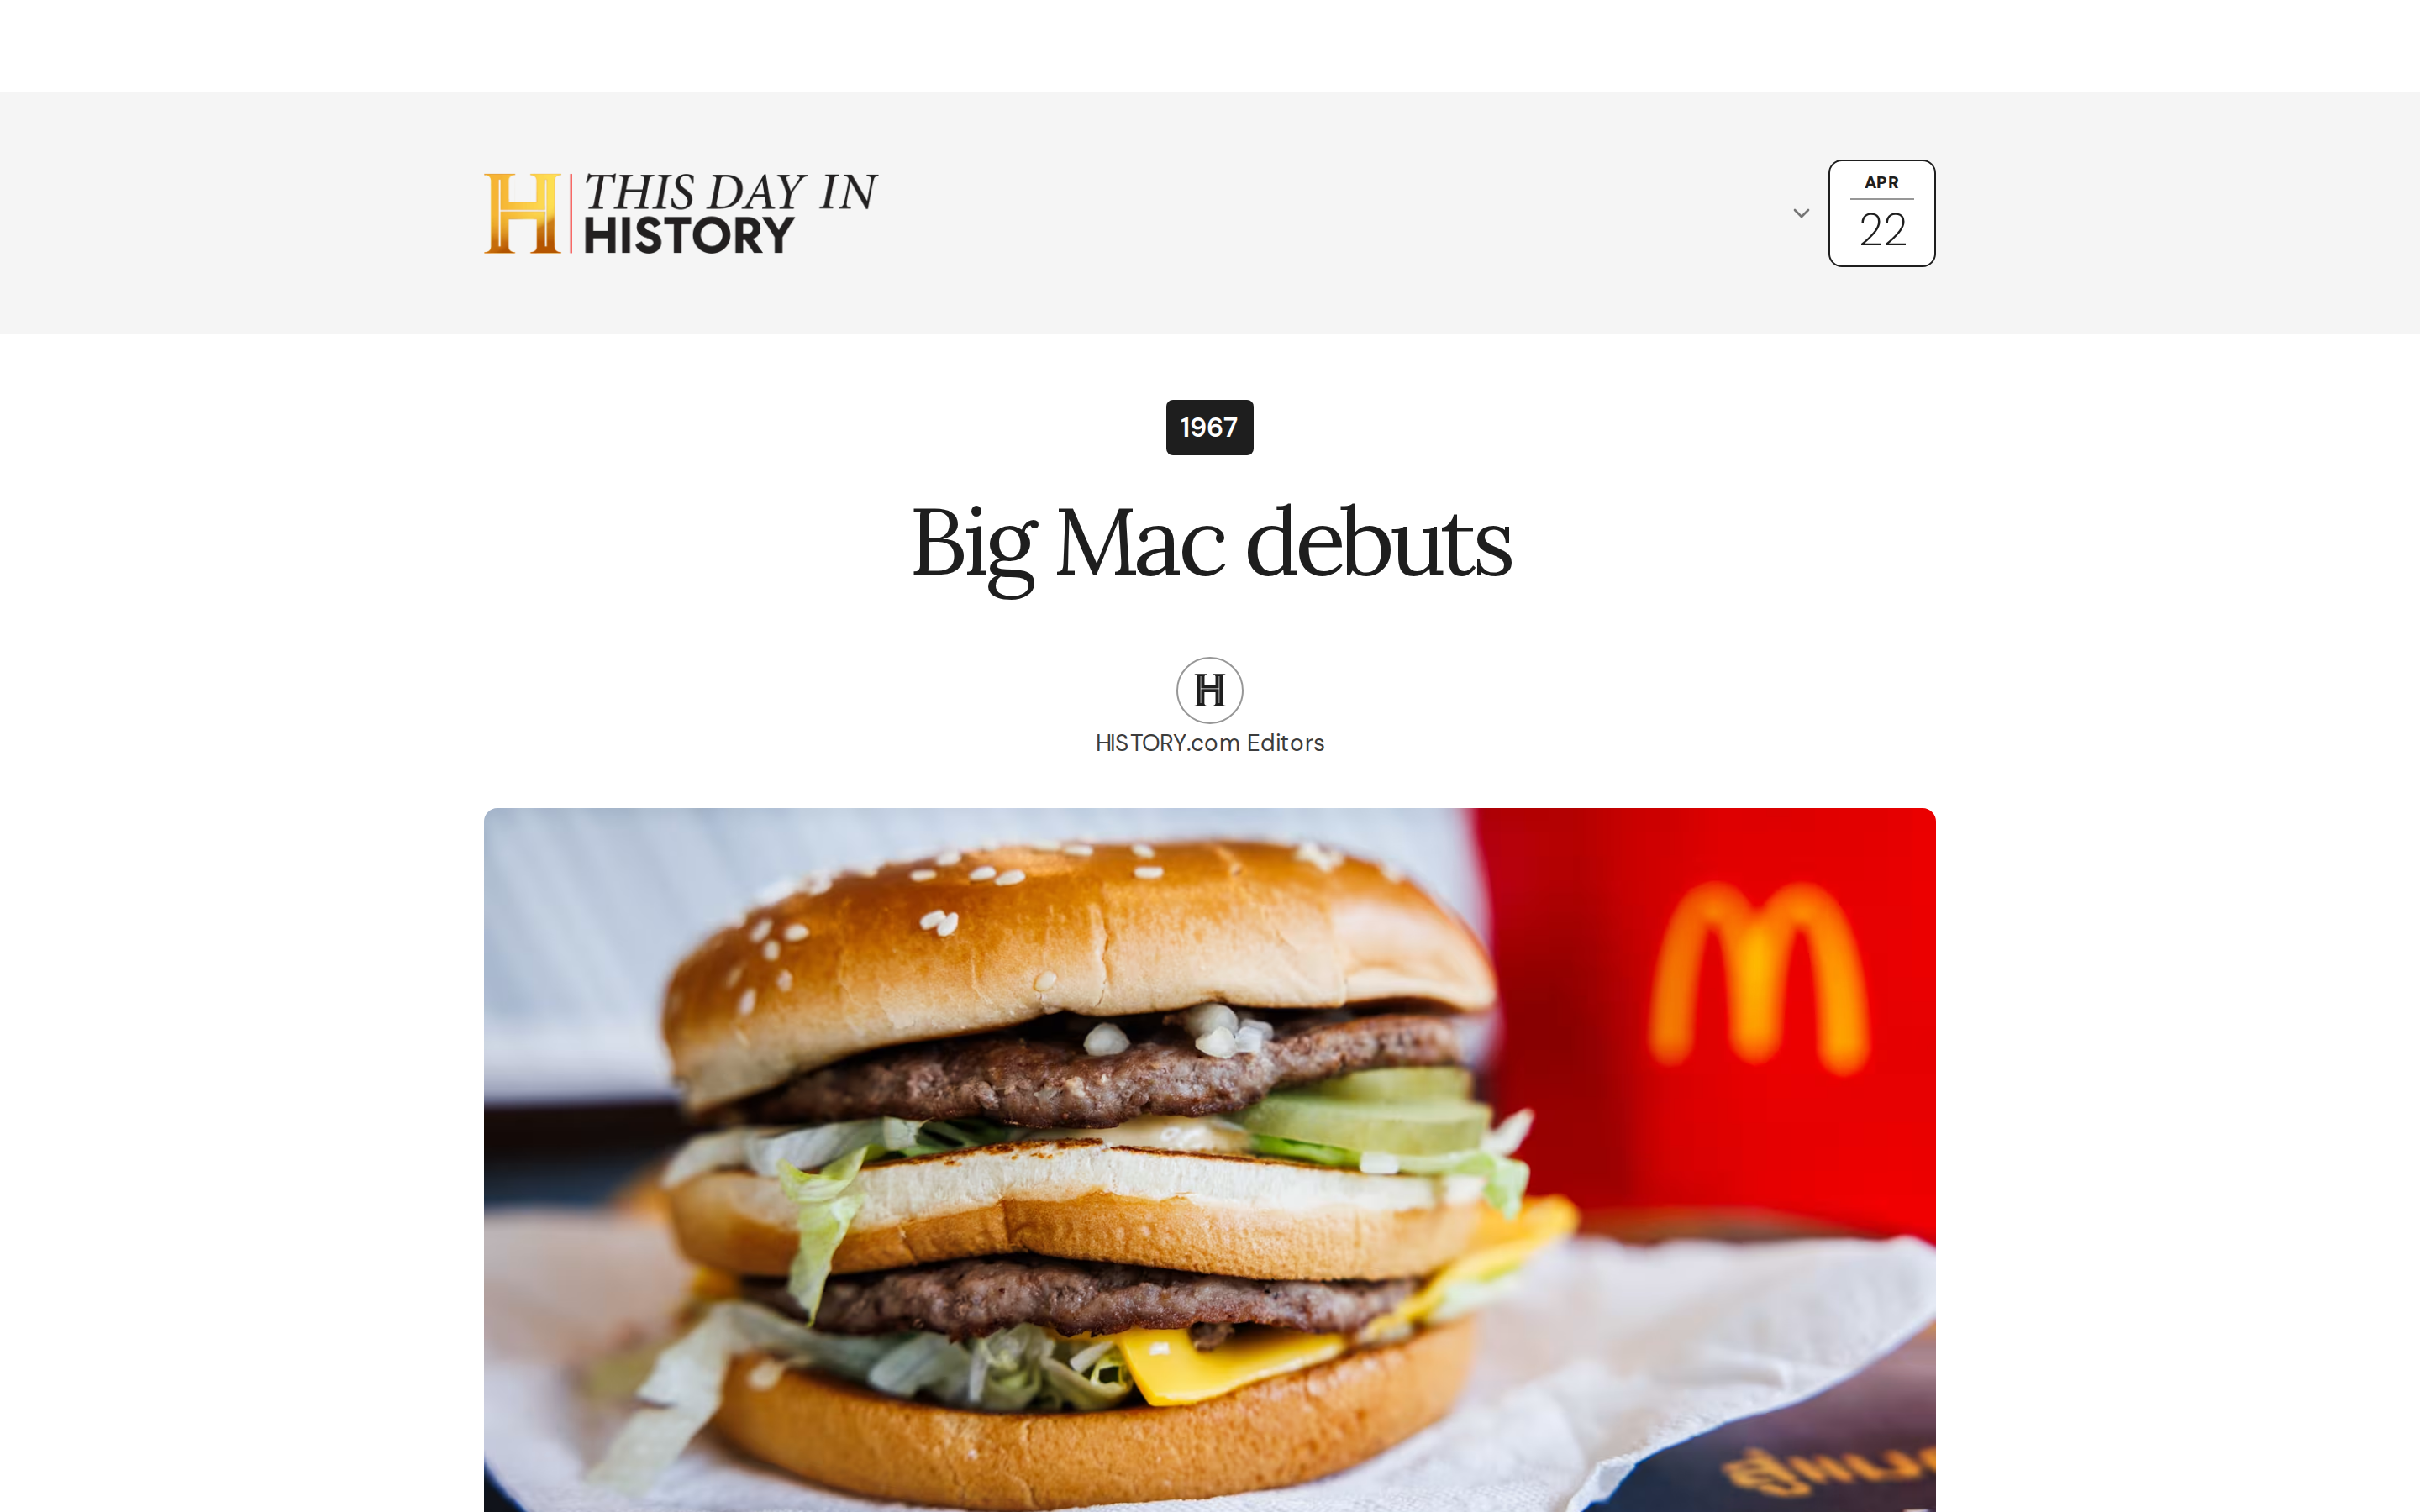 THIS DAY IN
HISTORY
APR
22
1967
Big Mac debuts
H
HISTORY.com Editors